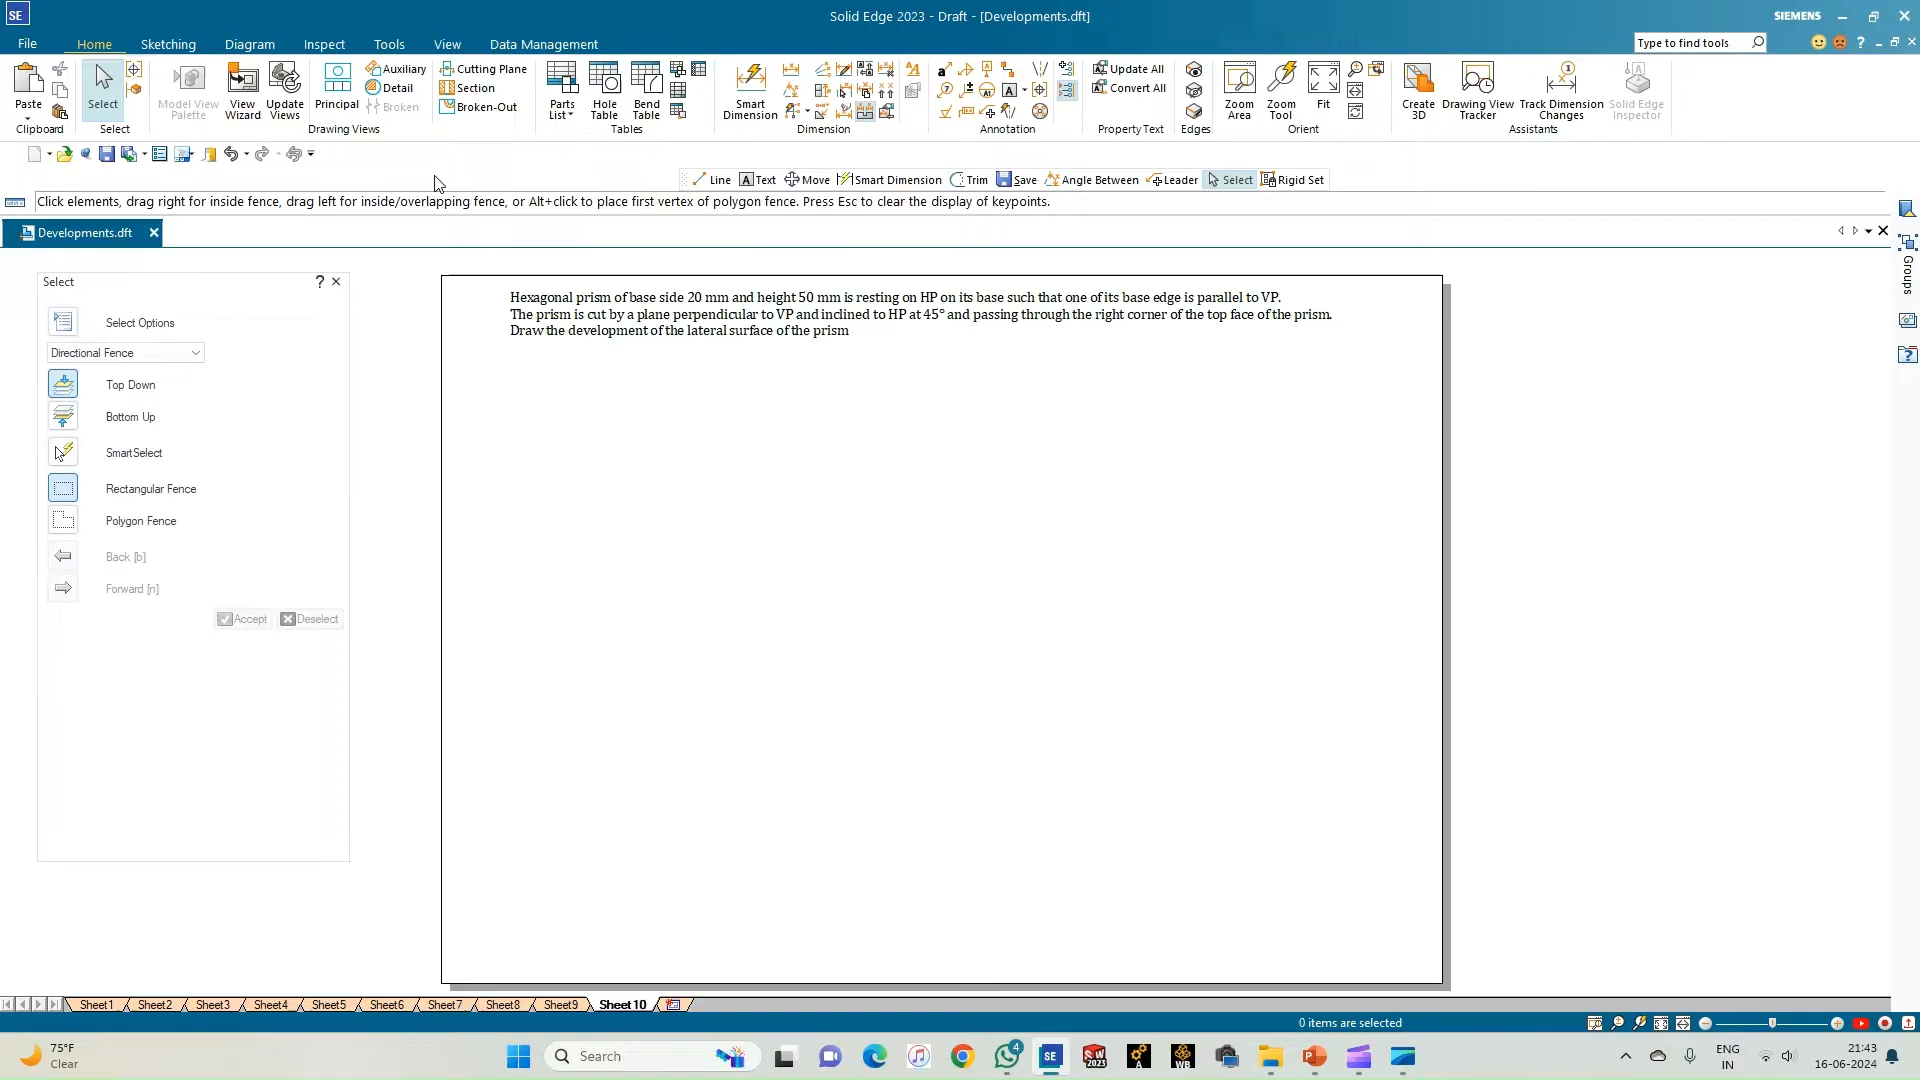 SE
Solid Edge 2023 - Draft - [Developments.dft]
SIEMENS
File Home Sketching Diagram Inspect Tools View Data Management
Type to find tools
Paste
Clipboard
Select
Select
Model View Palette
View Wizard
Update Views
Principal
Auxiliary
Detail
Broken
Cutting Plane
Section
Broken-Out
Drawing Views
Parts List
Hole Table
Bend Table
Tables
Smart Dimension
Dimension
Annotation
Update All
Convert All
Property Text
Edges
Zoom Area
Zoom Tool
Fit
Orient
Create 3D
Drawing View Tracker
Track Dimension Changes
Solid Edge Inspector
Assistants
Line Text Move Smart Dimension Trim Save Angle Between Leader Select Rigid Set
Click elements, drag right for inside fence, drag left for inside/overlapping fence, or Alt+click to place first vertex of polygon fence. Press Esc to clear the display of keypoints.
Developments.dft
Groups
Select
Select Options
Directional Fence
Top Down
Bottom Up
SmartSelect
Rectangular Fence
Polygon Fence
Back [b]
Forward [n]
Accept Deselect
Hexagonal prism of base side 20 mm and height 50 mm is resting on HP on its base such that one of its base edge is parallel to VP.
The prism is cut by a plane perpendicular to VP and inclined to HP at 45° and passing through the right corner of the top face of the prism.
Draw the development of the lateral surface of the prism
Sheet1 Sheet2 Sheet3 Sheet4 Sheet5 Sheet6 Sheet7 Sheet8 Sheet9 Sheet10
0 items are selected
75°F
Clear
Search
4
SE
2023
A
WB
ENG
IN
21:43
16-06-2024